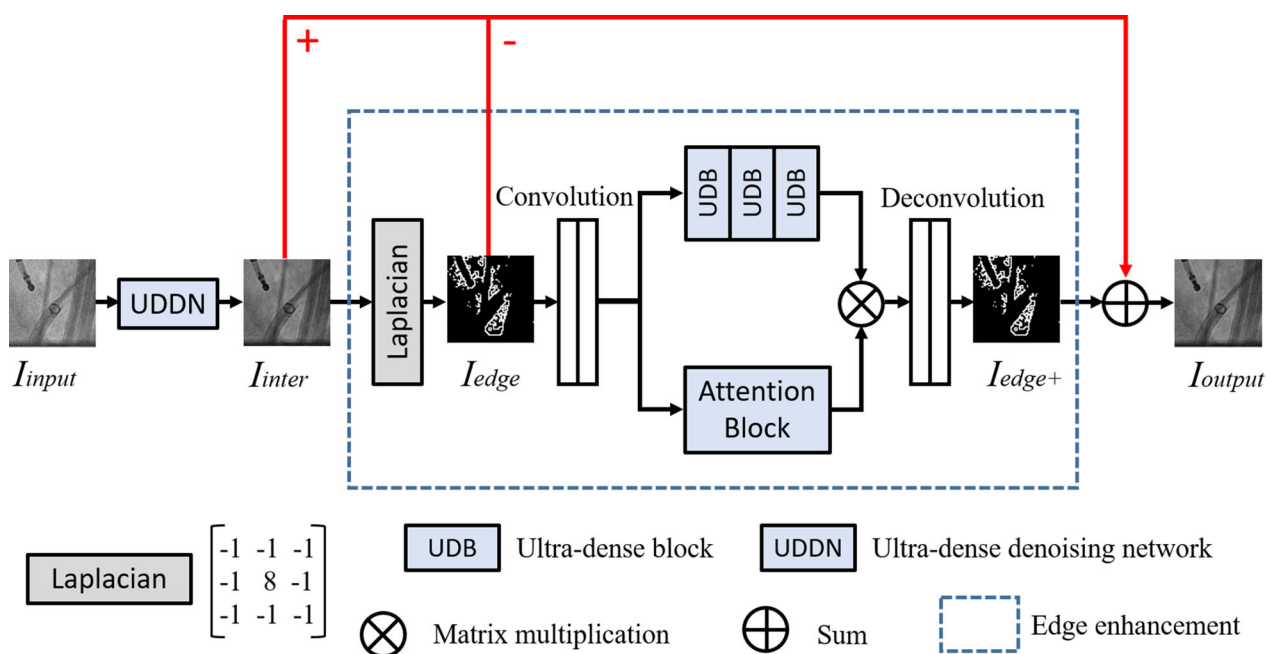 + -
Convolution
UDB UDB UDB
Deconvolution
UDDN
Laplacian
Attention
Block
Iinput
Iinter
Iedge
Iedge+
Ioutput
Laplacian
-1 -1 -1
-1 8 -1
-1 -1 -1
UDB Ultra-dense block
UDDN Ultra-dense denoising network
Matrix multiplication
Sum
Edge enhancement